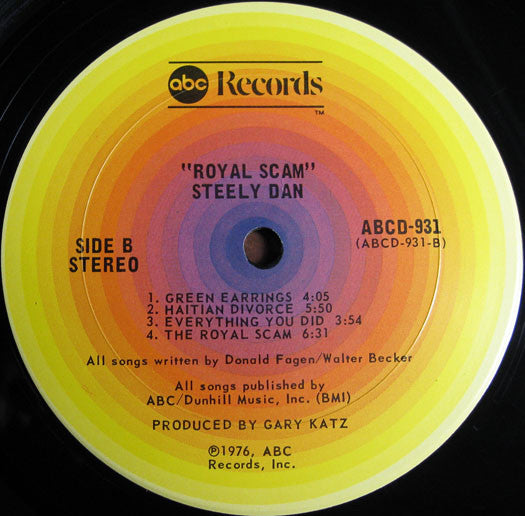 abc Records
TM
"ROYAL SCAM"
STEELY DAN
SIDE B
STEREO
ABCD-931
(ABCD-931-B)
1. GREEN EARRINGS 4:05
2. HAITIAN DIVORCE 5:50
3. EVERYTHING YOU DID 3:54
4. THE ROYAL SCAM 6:31
All songs written by Donald Fagen/Walter Becker
All songs published by
ABC/Dunhill Music, Inc. (BMI)
PRODUCED BY GARY KATZ
℗1976, ABC
Records, Inc.